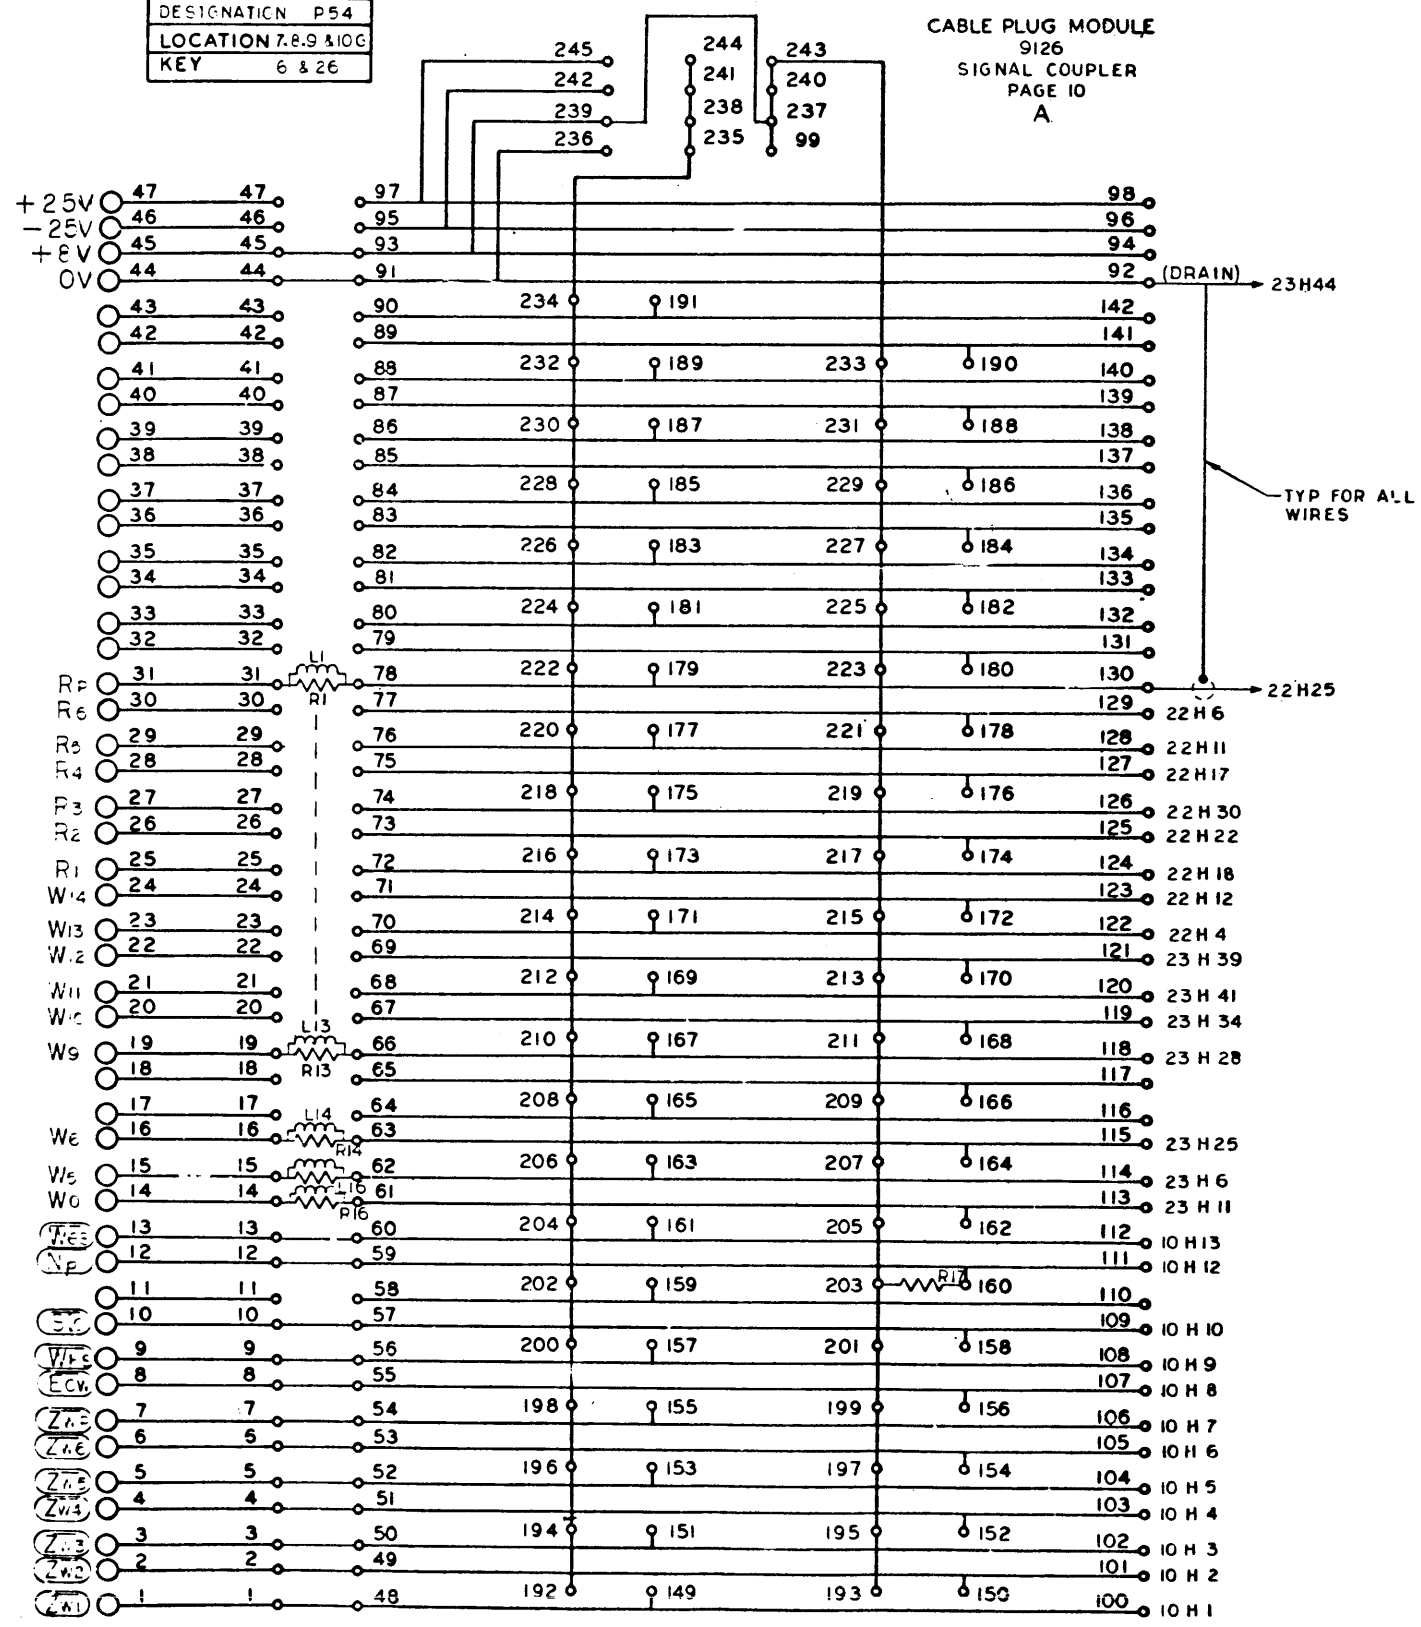 DESIGNATION P54
LOCATION 7.8.9 &10G
KEY 6 & 26
CABLE PLUG MODULE
9126
SIGNAL COUPLER
PAGE 10
A
245 244 243
242 241 240
239 238 237
236 235 99
+25V 47 47 97 98
-25V 46 46 95 96
+8V 45 45 93 94
0V 44 44 91 92 (DRAIN) 23H44
234 191
43 43 90 142
42 42 89 141
232 189 233 190
41 41 88 140
40 40 87 139
230 187 231 188
39 39 86 138
38 38 85 137
228 185 229 186
37 37 84 136
TYP FOR ALL
WIRES
36 36 83 135
226 183 227 184
35 35 82 134
34 34 81 133
224 181 225 182
33 33 80 132
32 32 79 131
L1
222 179 223 180
RP 31 31 78 130 22H25
R1
R6 30 30 77 129 22H6
220 177 221 178
R5 29 29 76 128 22H11
R4 28 28 75 127 22H17
218 175 219 176
R3 27 27 74 126 22H30
R2 26 26 73 125 22H22
216 173 217 174
R1 25 25 72 124 22H18
W14 24 24 71 123 22H12
214 171 215 172
W13 23 23 70 122 22H4
W12 22 22 69 121 23H39
212 169 213 170
W11 21 21 68 120 23H41
W10 20 20 67 119 23H34
L13
210 167 211 168
W9 19 19 66 118 23H28
R13
18 18 65 117
208 165 209 166
17 17 64 116
L14
W6 16 16 63 115 23H25
R14
206 163 207 164
W5 15 15 62 114 23H6
L16
W0 14 14 61 113 23H11
R16
204 161 205 162
13 13 60 112 10H13
NP 12 12 59 111 10H12
202 159 203 R17 160
11 11 58 110
10 10 57 109 10H10
200 157 201 158
9 9 56 108 10H9
ECW 8 8 55 107 10H8
198 155 199 156
7 7 54 106 10H7
ZW6 6 6 53 105 10H6
196 153 197 154
ZW5 5 5 52 104 10H5
ZW4 4 4 51 103 10H4
194 151 195 152
ZW3 3 3 50 102 10H3
ZW2 2 2 49 101 10H2
192 149 193 150
ZW1 1 1 48 100 10H1